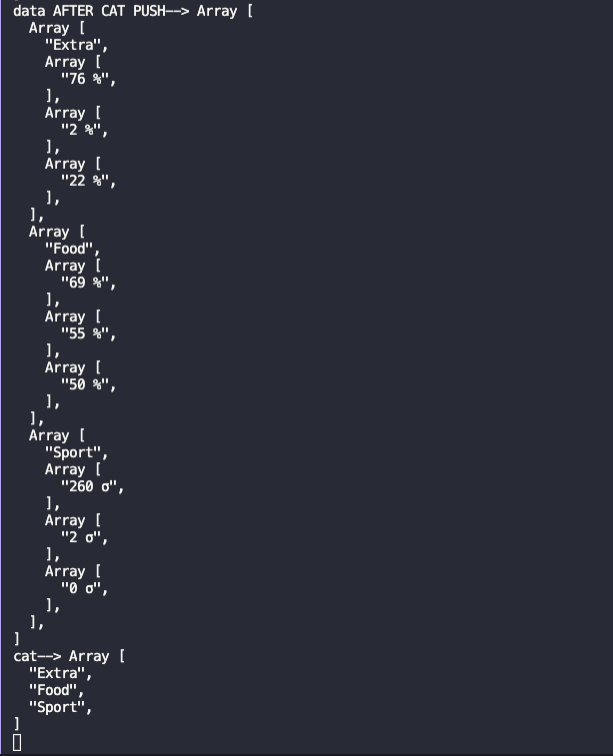 data AFTER CAT PUSH——> Array [
  Array [
    "Extra",
    Array [
      "76 %",
    ],
    Array [
      "2 %",
    ],
    Array [
      "22 %",
    ],
  ],
  Array [
    "Food",
    Array [
      "69 %",
    ],
    Array [
      "55 %",
    ],
    Array [
      "50 %",
    ],
  ],
  Array [
    "Sport",
    Array [
      "260 σ",
    ],
    Array [
      "2 σ",
    ],
    Array [
      "0 σ",
    ],
  ],
]
cat——> Array [
  "Extra",
  "Food",
  "Sport",
]